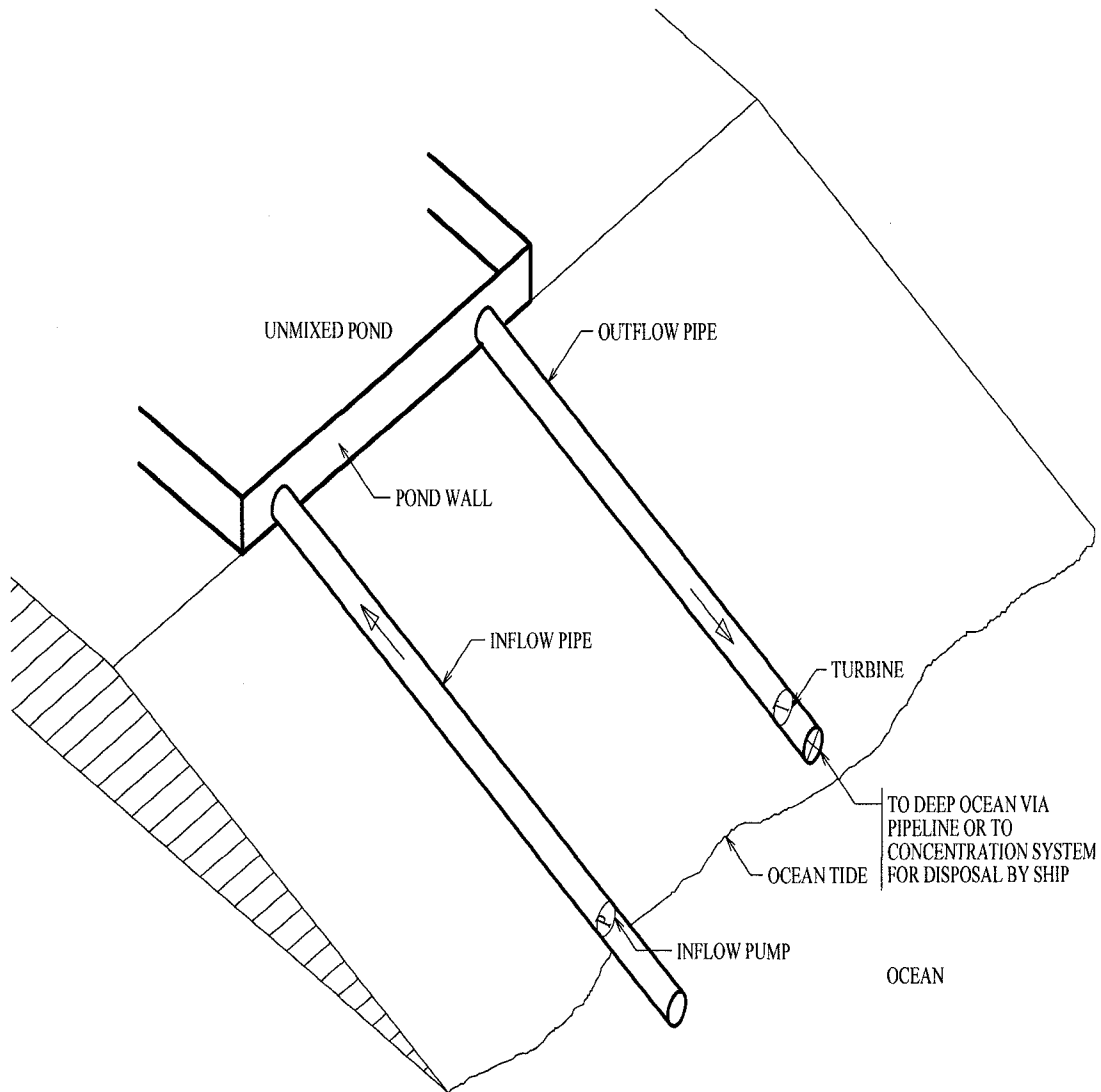 UNMIXED POND
OUTFLOW PIPE
POND WALL
INFLOW PIPE
TURBINE
T
TO DEEP OCEAN VIA
PIPELINE OR TO
CONCENTRATION SYSTEM
FOR DISPOSAL BY SHIP
OCEAN TIDE
P
INFLOW PUMP
OCEAN